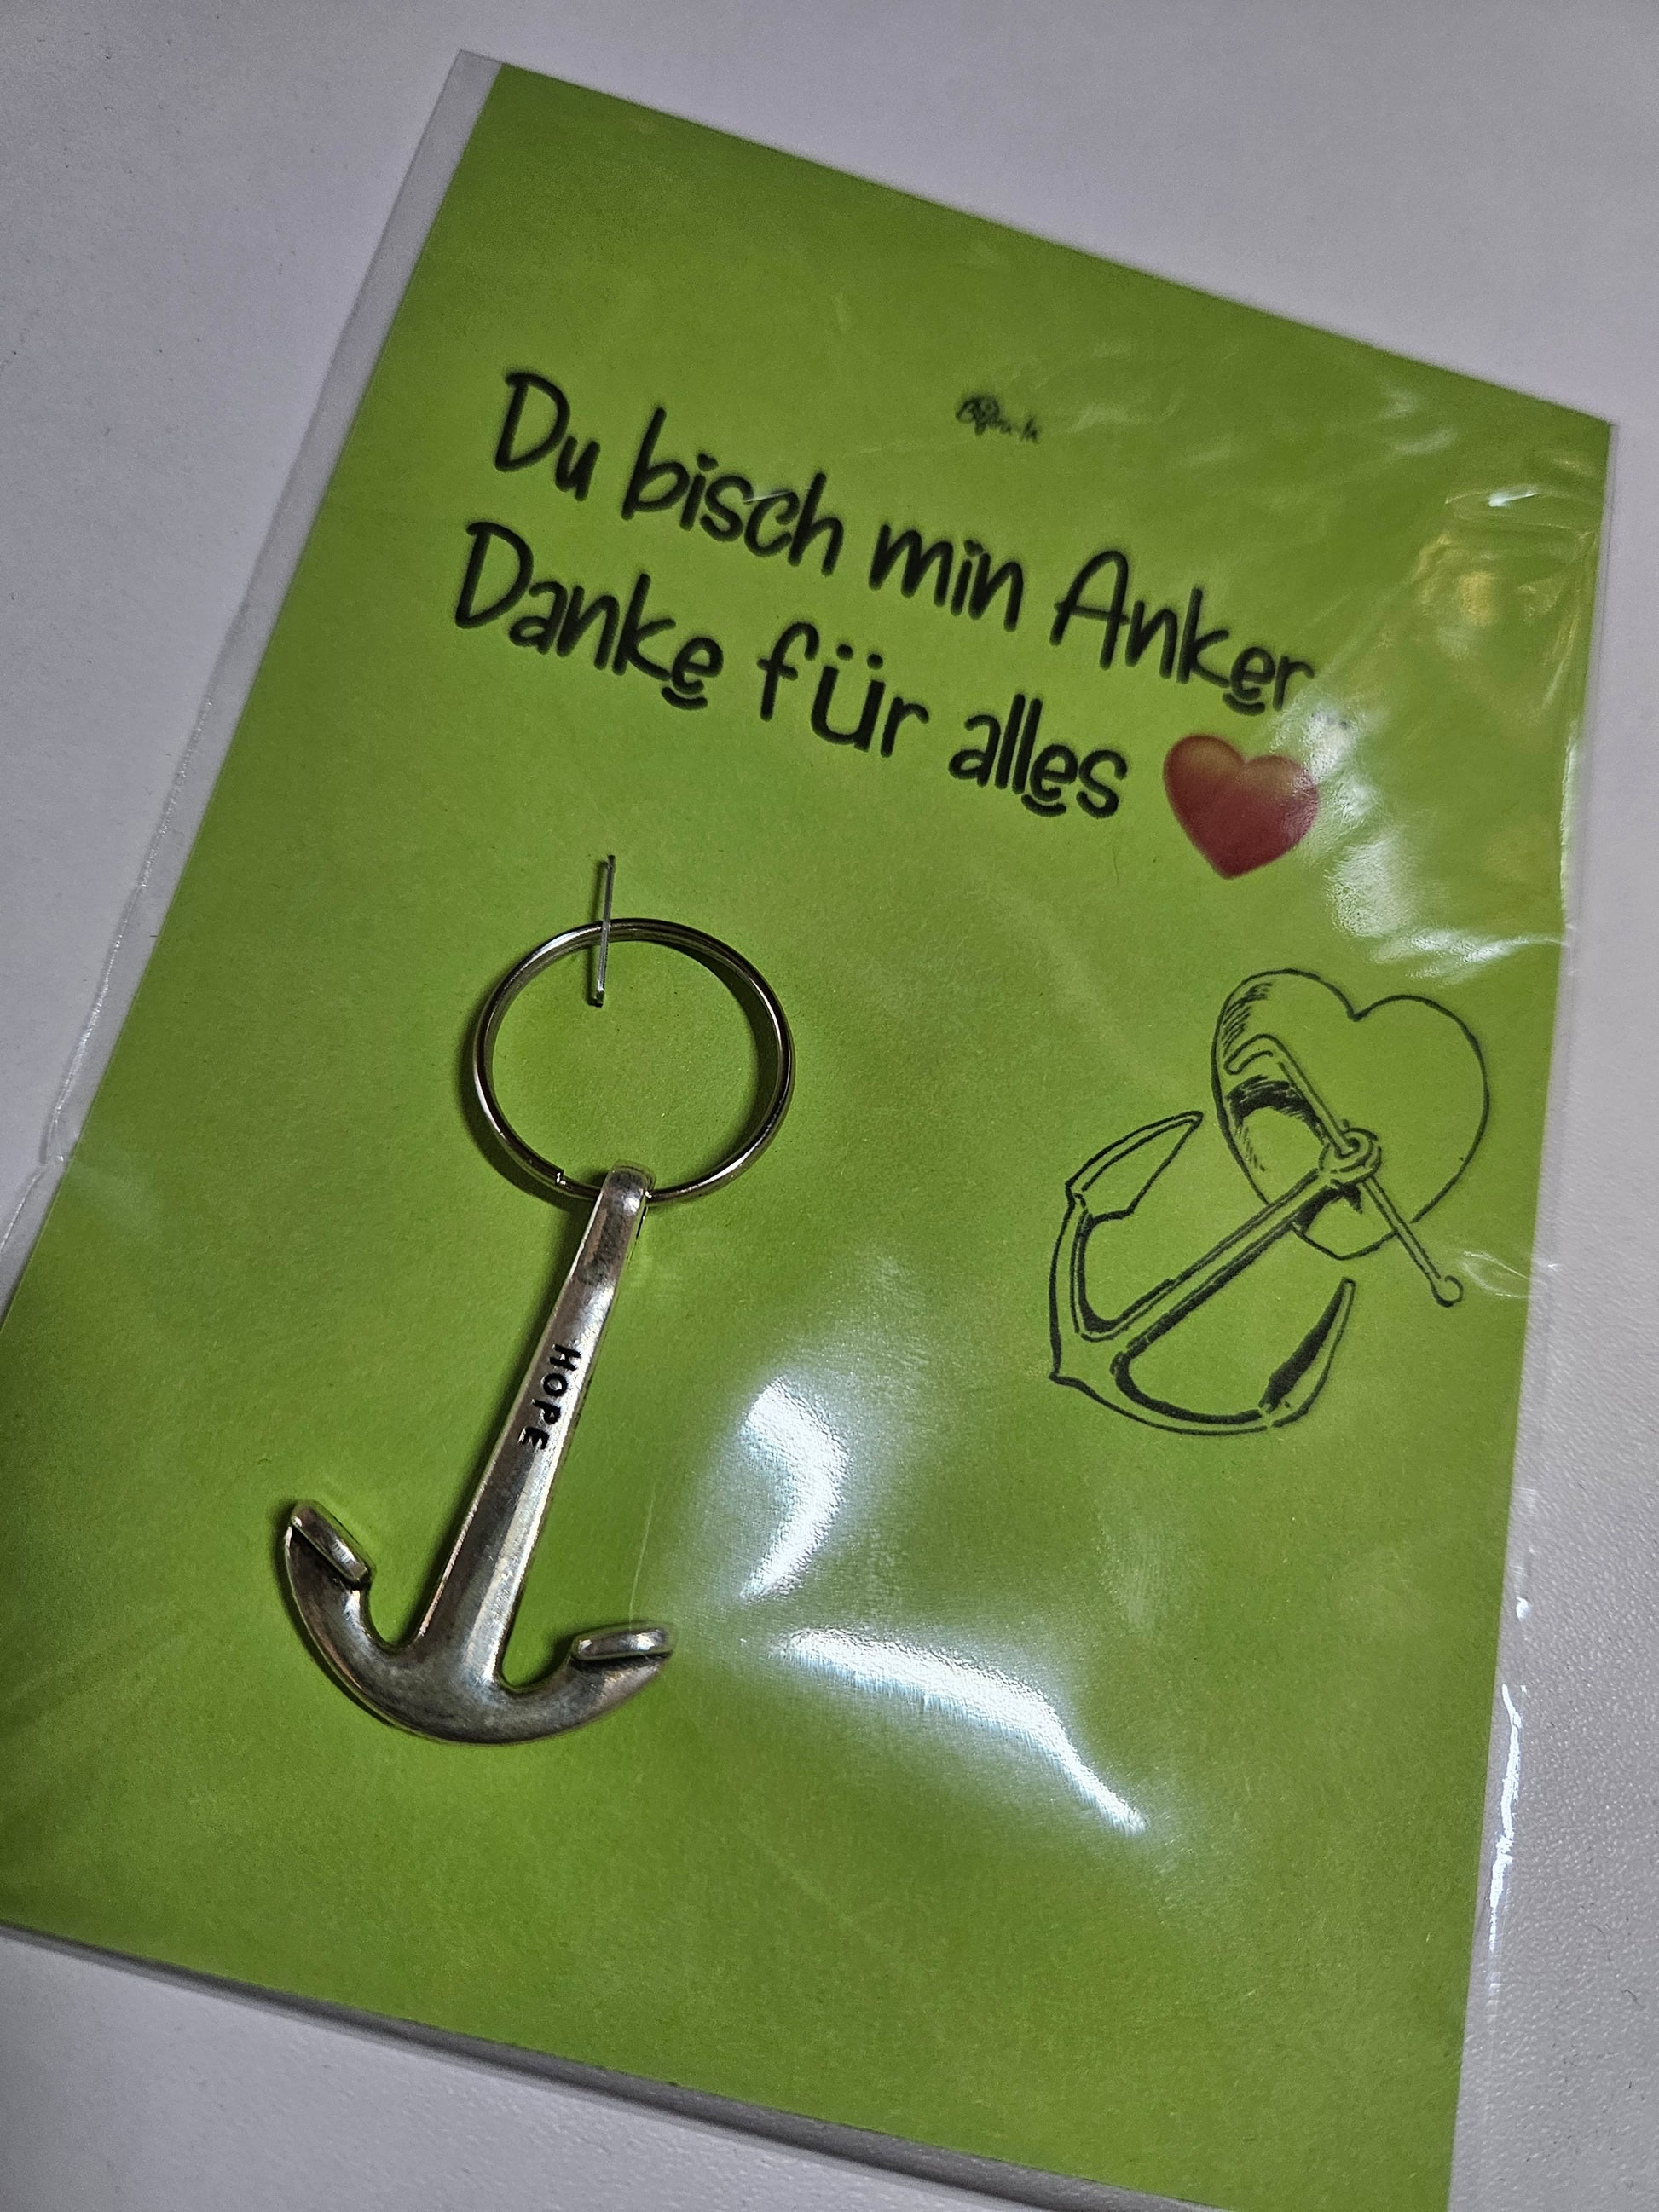 Du bisch min Anker.
Danke für alles ❤️
HOPE